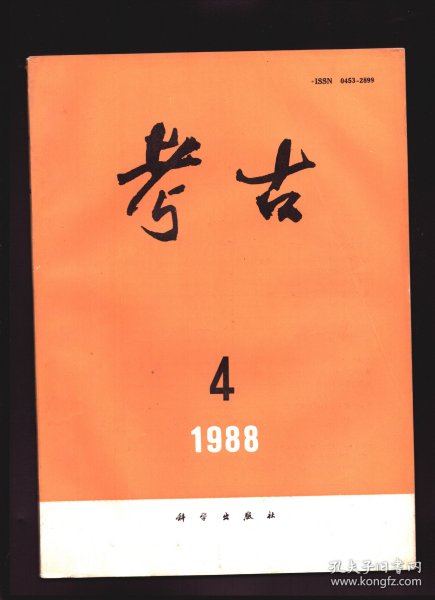 ISSN 0453-2899
考古
4
1988
科学出版社
孔夫子旧书网
www.kongfz.com